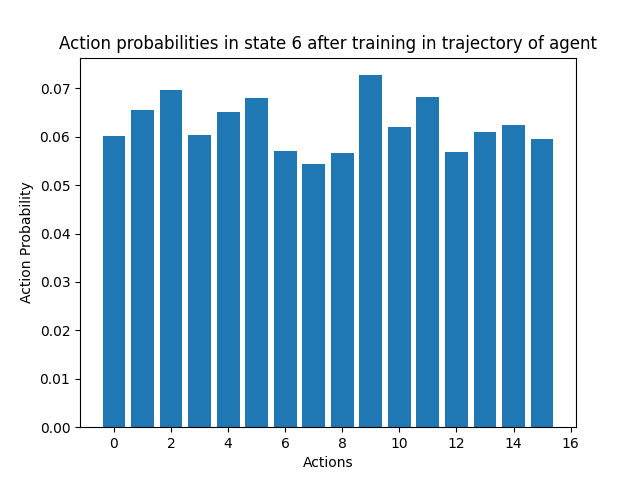 Action probabilities in state 6 after training in trajectory of agent
0.07
0.06
0.05
0.04
0.03
0.02
0.01
0.00
Action Probability
0 2 4 6 8 10 12 14 16
Actions